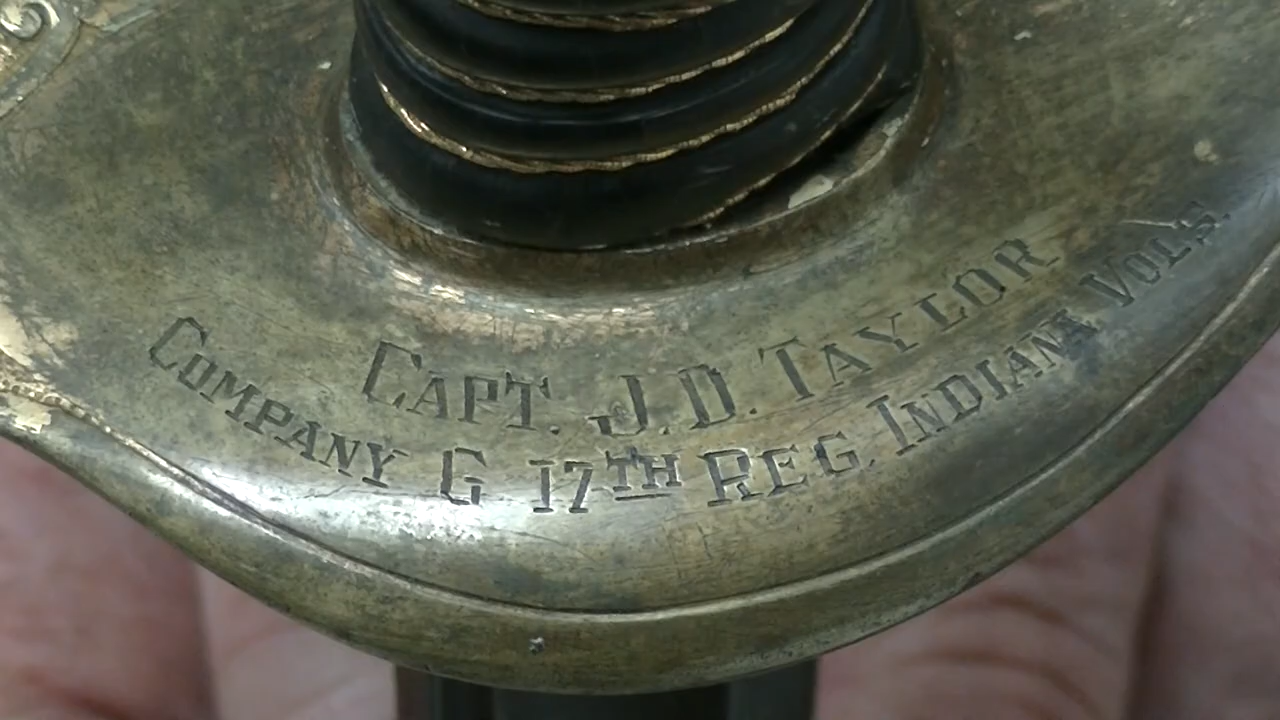 CAPT. J.D. TAYLOR
COMPANY G 17TH REG. INDIANA VOLS.